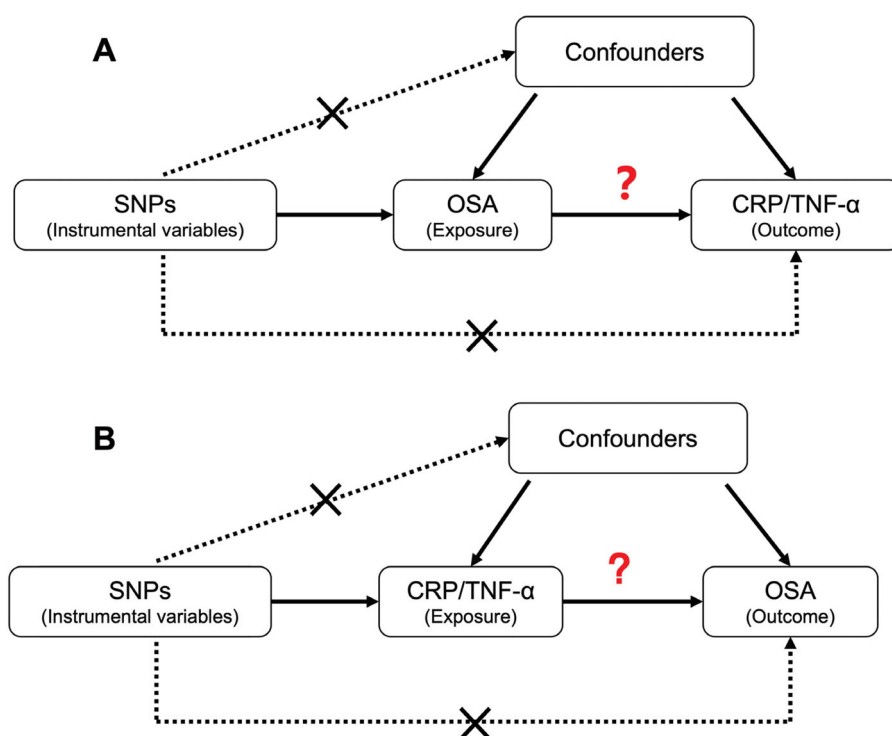 A
Confounders
?
SNPs
(Instrumental variables)
OSA
(Exposure)
CRP/TNF-α
(Outcome)
B
Confounders
?
SNPs
(Instrumental variables)
CRP/TNF-α
(Exposure)
OSA
(Outcome)